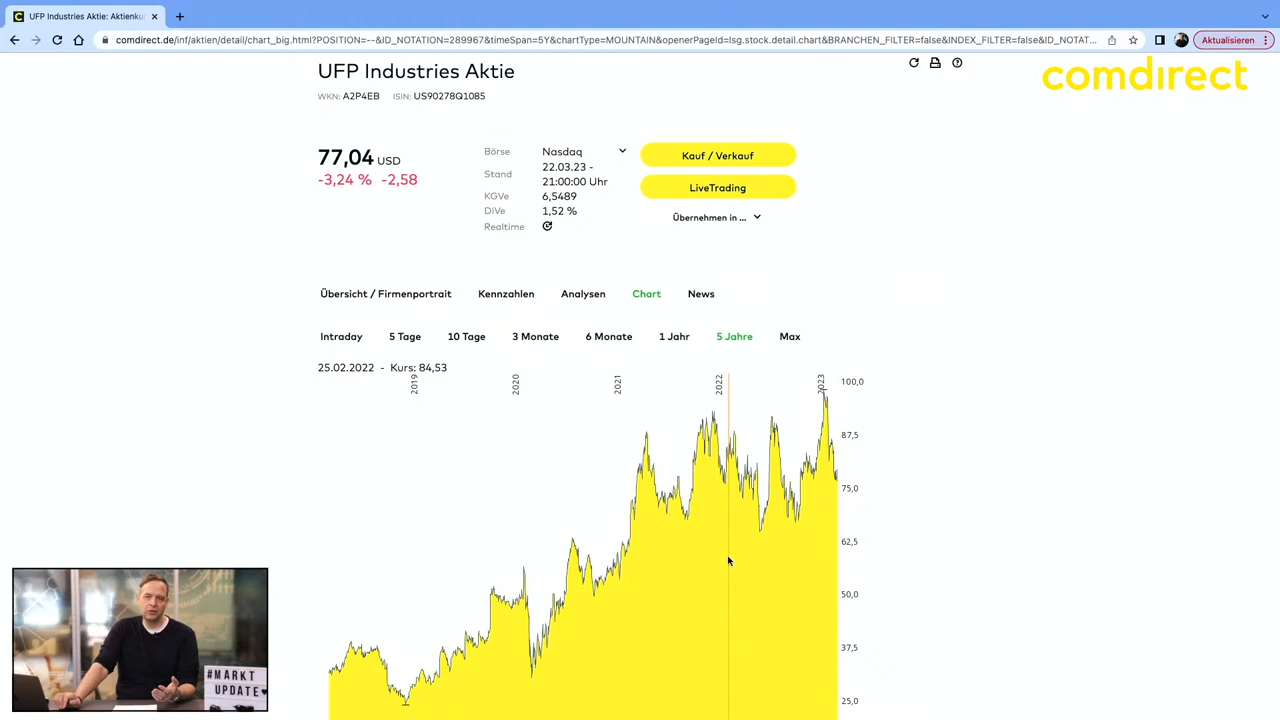 UFP Industries Aktie: Aktienku
comdirect.de/inf/aktien/detail/chart_big.html?POSITION=--&ID_NOTATION=289967&timeSpan=5Y&chartType=MOUNTAIN&openerPageId=lsg.stock.detail.chart&BRANCHEN_FILTER=false&INDEX_FILTER=false&ID_NOTAT...
Aktualisieren
UFP Industries Aktie
comdırect
WKN: A2P4EB ISIN: US90278Q1085
77,04 USD
-3,24 % -2,58
Börse Nasdaq
Stand 22.03.23 -
21:00:00 Uhr
KGVe 6,5489
DIVe 1,52 %
Realtime
Kauf / Verkauf
LiveTrading
Übernehmen in ...
Übersicht / Firmenportrait Kennzahlen Analysen Chart News
Intraday 5 Tage 10 Tage 3 Monate 6 Monate 1 Jahr 5 Jahre Max
25.02.2022 - Kurs: 84,53
2019 2020 2021 2022 2023
100,0
87,5
75,0
62,5
50,0
37,5
25,0
#MARKT
UPDATE♥